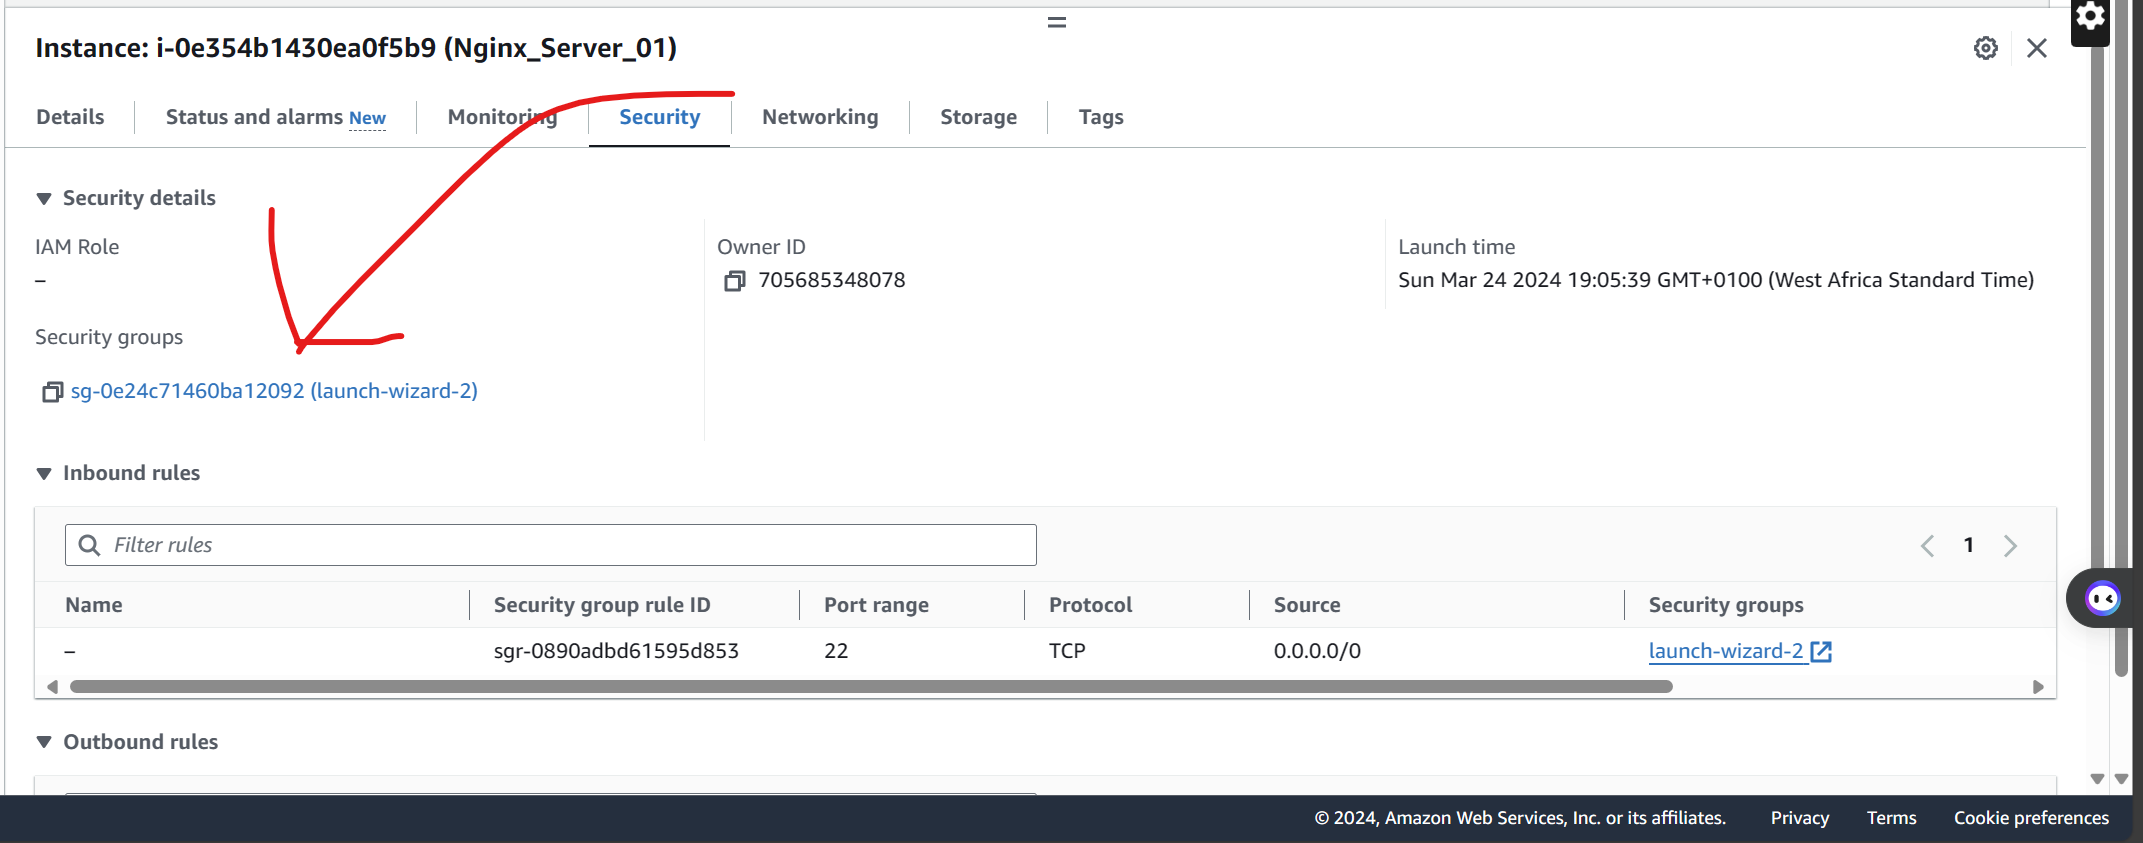 Instance: i-0e354b1430ea0f5b9 (Nginx_Server_01)
Details Status and alarms New Monitoring Security Networking Storage Tags
Security details
IAM Role Owner ID Launch time
– 705685348078 Sun Mar 24 2024 19:05:39 GMT+0100 (West Africa Standard Time)
Security groups
sg-0e24c71460ba12092 (launch-wizard-2)
Inbound rules
Filter rules 1
Name Security group rule ID Port range Protocol Source Security groups
– sgr-0890adbd61595d853 22 TCP 0.0.0.0/0 launch-wizard-2
Outbound rules
© 2024, Amazon Web Services, Inc. or its affiliates. Privacy Terms Cookie preferences